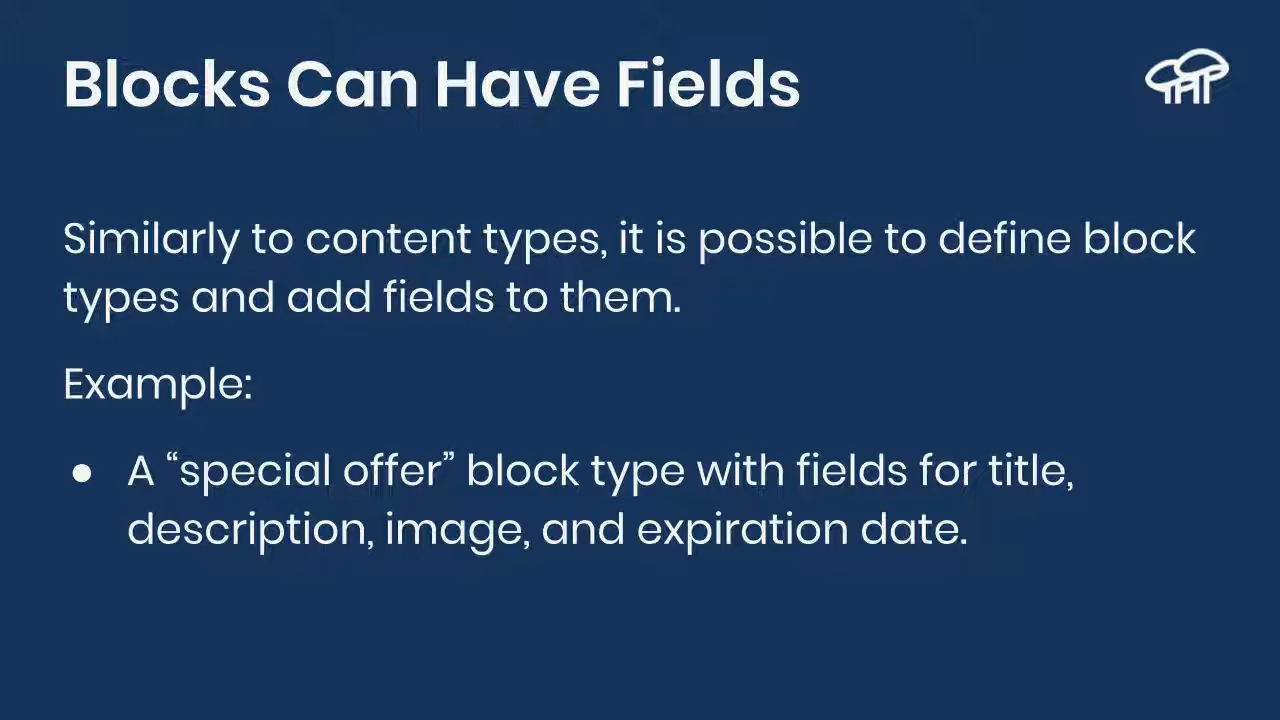 Blocks Can Have Fields
Similarly to content types, it is possible to define block
types and add fields to them.
Example:
● A “special offer” block type with fields for title,
description, image, and expiration date.